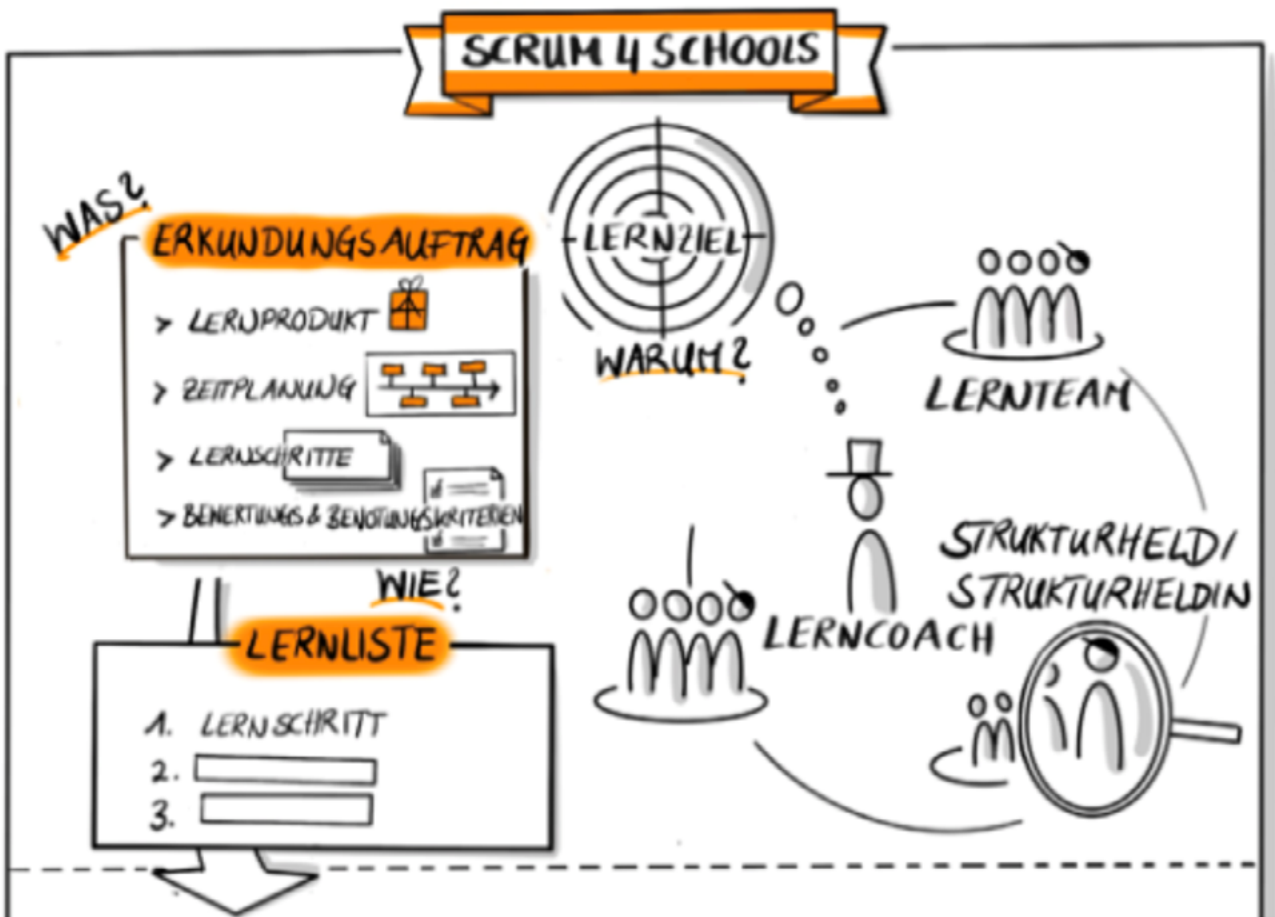 SCRUM 4 SCHOOLS
WAS?
ERKUNDUNGSAUFTRAG
> LERNPRODUKT
> ZEITPLANUNG
> LERNSCHRITTE
> BEWERTUNGS & BENOTUNGSKRITERIEN
LERNZIEL
WARUM?
LERNTEAM
LERNCOACH
STRUKTURHELD/
STRUKTURHELDIN
WIE?
LERNLISTE
1. LERNSCHRITT
2.
3.